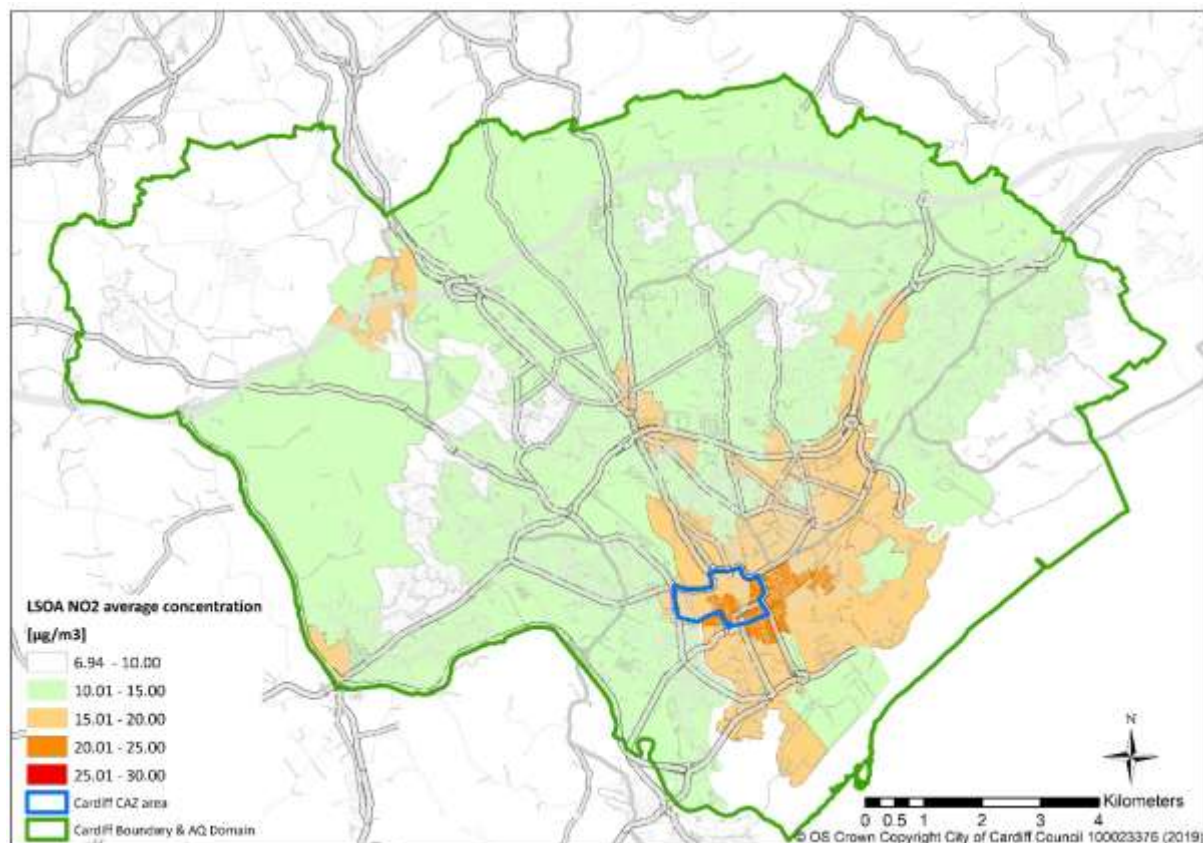 LSOA NO2 average concentration
[µg/m3]
6.94 - 10.00
10.01 - 15.00
15.01 - 20.00
20.01 - 25.00
25.01 - 30.00
Cardiff CAZ area
Cardiff Boundary & AQ Domain
N
Kilometers
0 0.5 1 2 3 4
© OS Crown Copyright City of Cardiff Council 100023376 (2019)